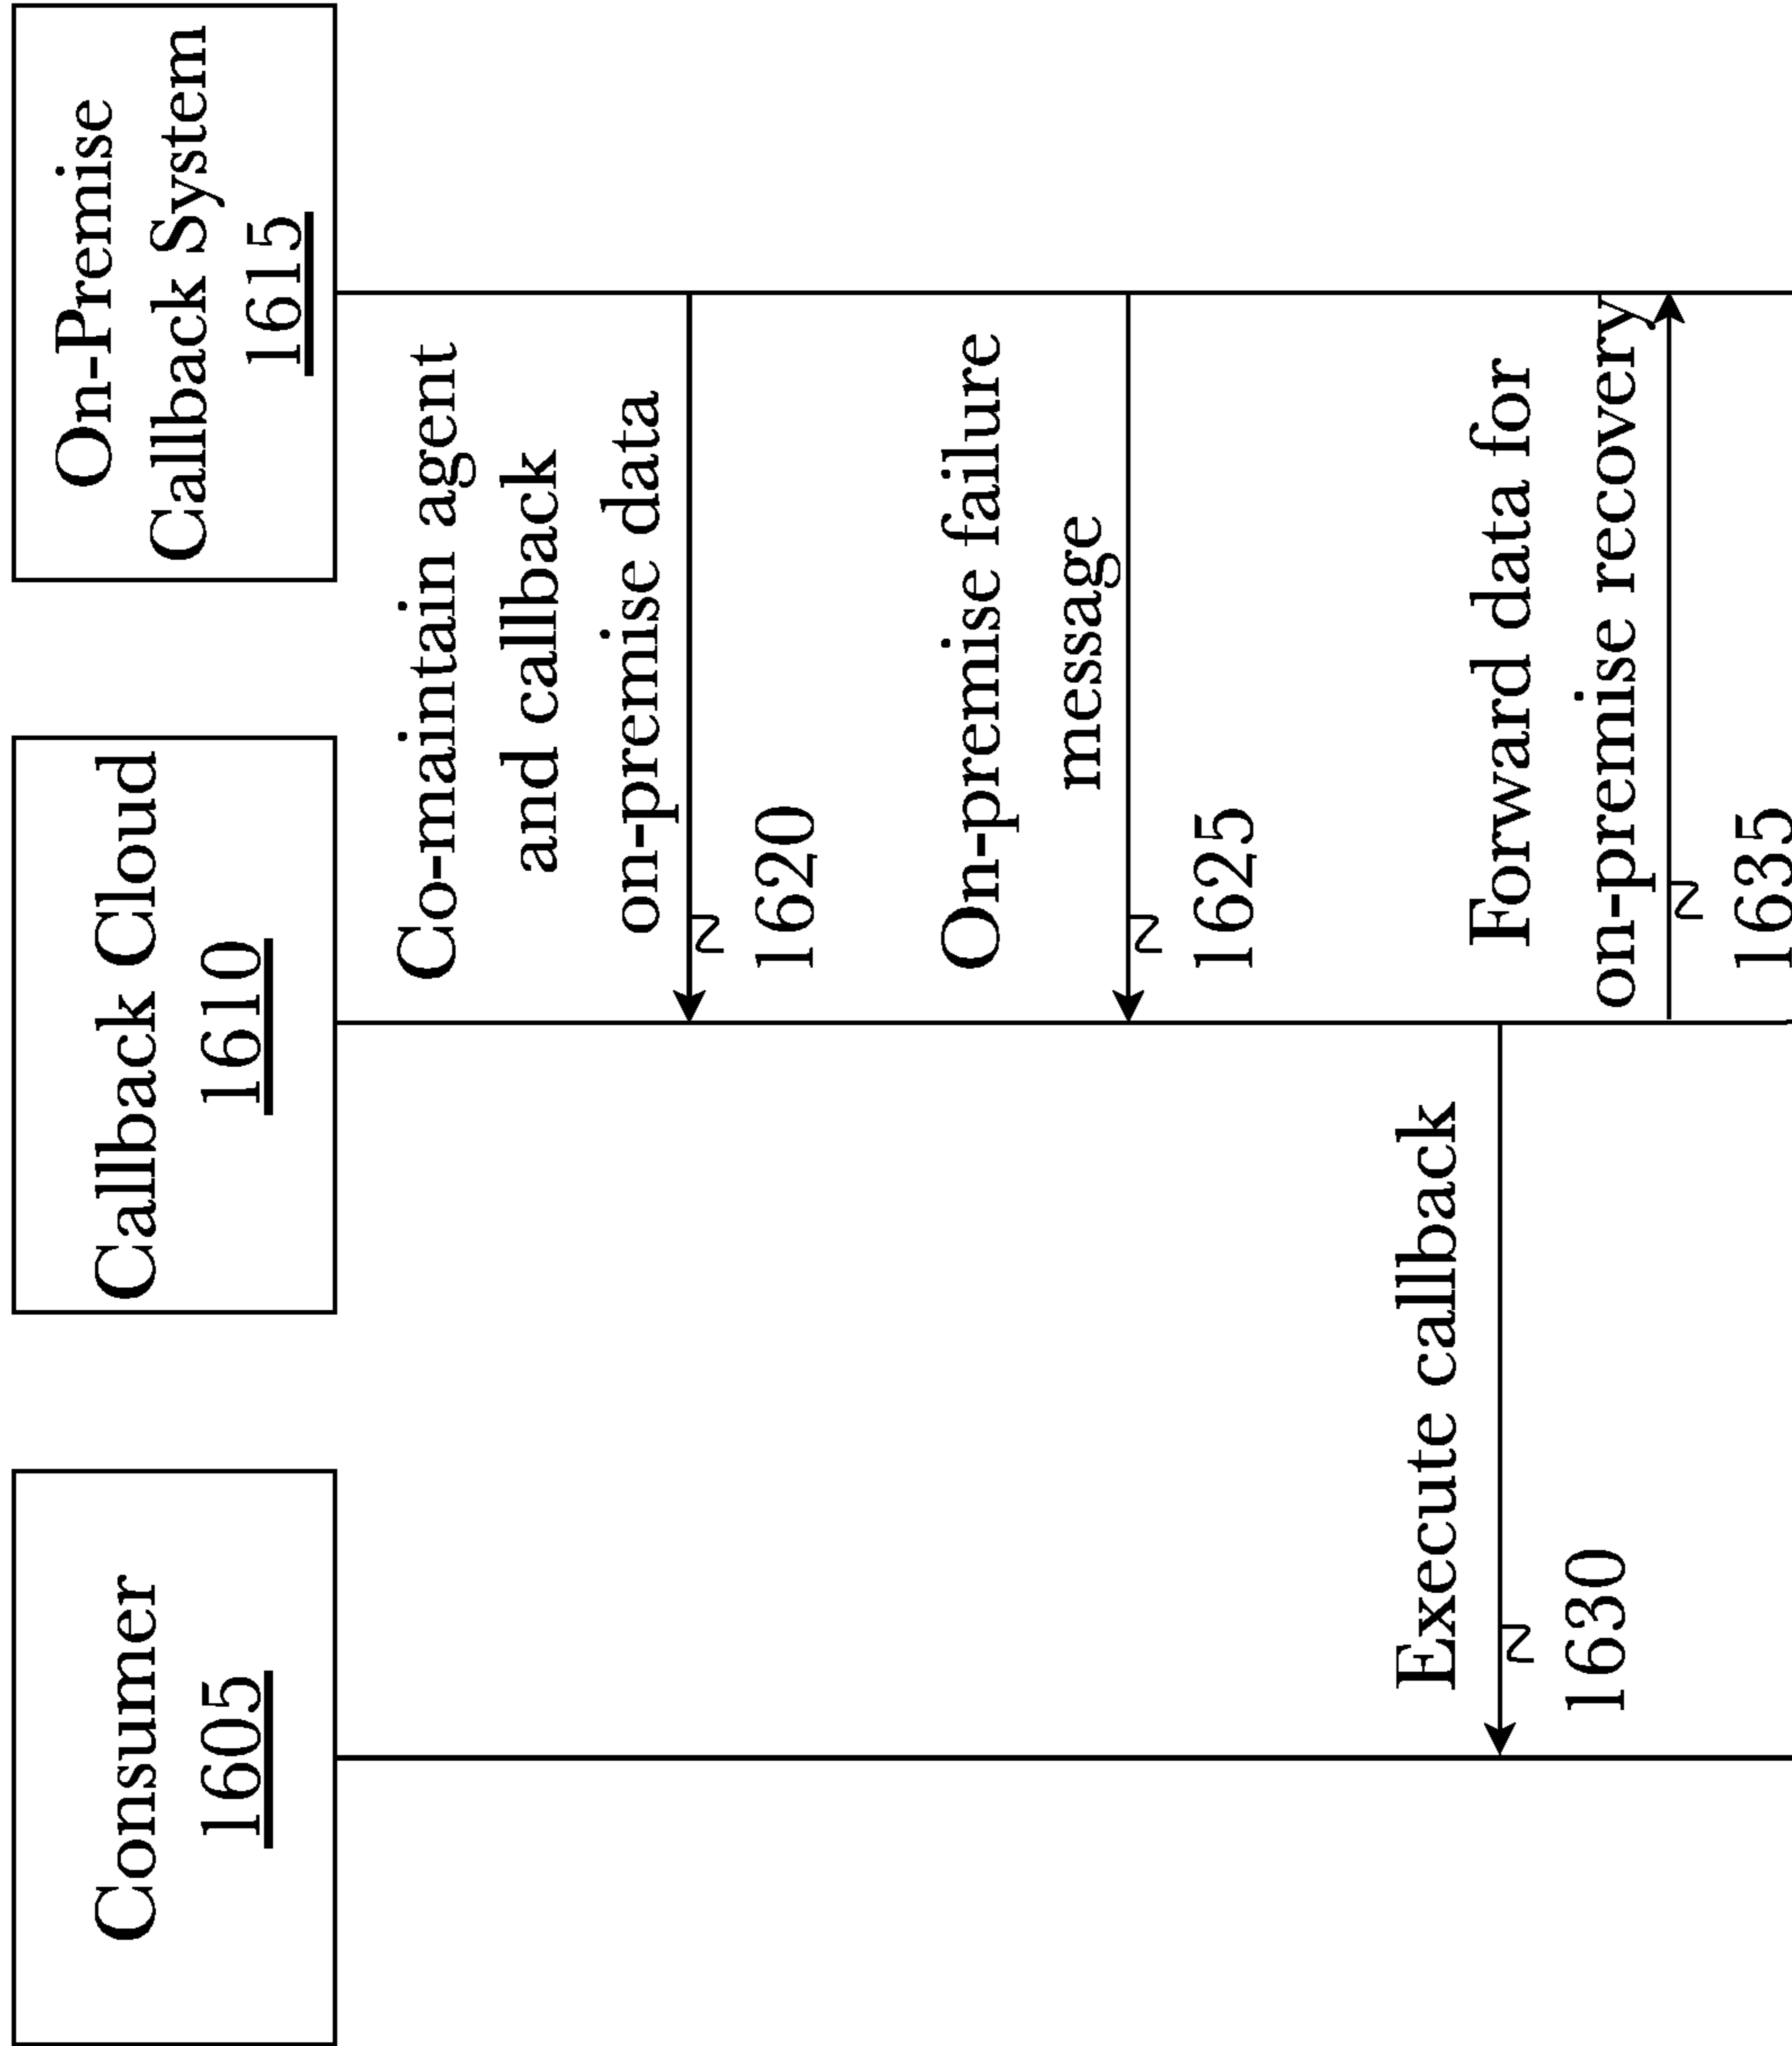 Consumer
1605
Callback Cloud
1610
On-Premise
Callback System
1615
Co-maintain agent
and callback
on-premise data
1620
On-premise failure
message
1625
Execute callback
1630
Forward data for
on-premise recovery
1635